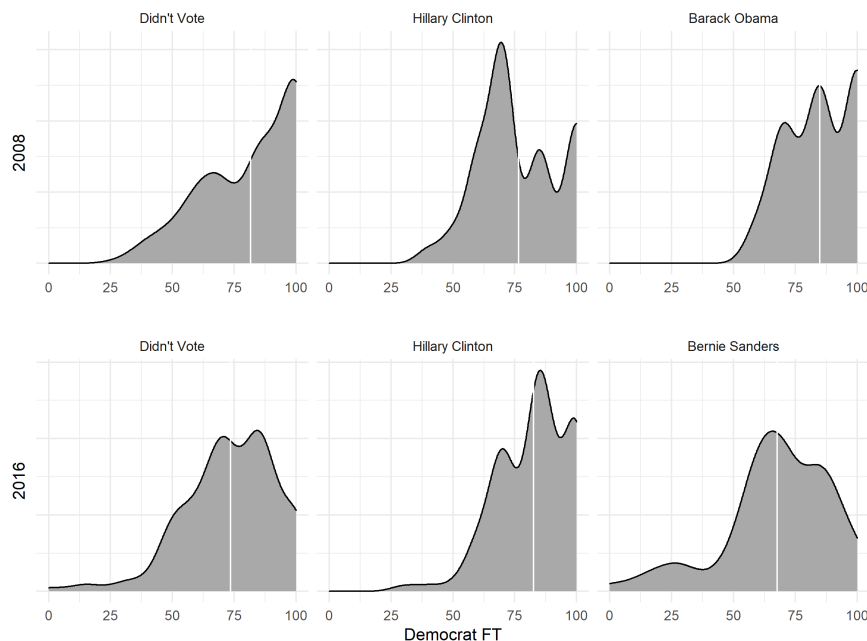 Didn't Vote Hillary Clinton Barack Obama
2008
0 25 50 75 100 0 25 50 75 100 0 25 50 75 100
Didn't Vote Hillary Clinton Bernie Sanders
2016
0 25 50 75 100 0 25 50 75 100 0 25 50 75 100
Democrat FT